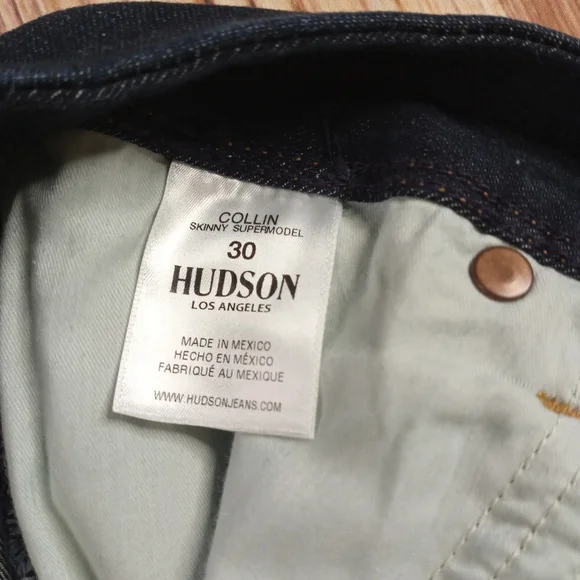 COLLIN
SKINNY SUPERMODEL
30
HUDSON
LOS ANGELES
MADE IN MEXICO
HECHO EN MÉXICO
FABRIQUÉ AU MEXIQUE
WWW.HUDSONJEANS.COM